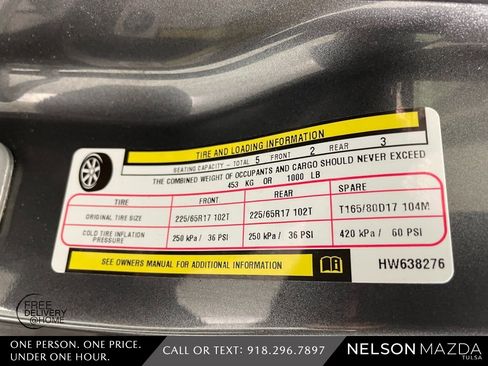 TIRE AND LOADING INFORMATION
SEATING CAPACITY - TOTAL 5 FRONT 2 REAR 3
THE COMBINED WEIGHT OF OCCUPANTS AND CARGO SHOULD NEVER EXCEED
453 KG OR 1000 LB
TIRE FRONT REAR SPARE
ORIGINAL TIRE SIZE 225/65R17 102T 225/65R17 102T T165/80D17 104M
COLD TIRE INFLATION PRESSURE 250 kPa / 36 PSI 250 kPa / 36 PSI 420 kPa / 60 PSI
SEE OWNERS MANUAL FOR ADDITIONAL INFORMATION HW638276
FREE
DELIVERY
@HOME
ONE PERSON. ONE PRICE.
UNDER ONE HOUR.
CALL OR TEXT: 918.296.7897
NELSON MAZDA
TULSA